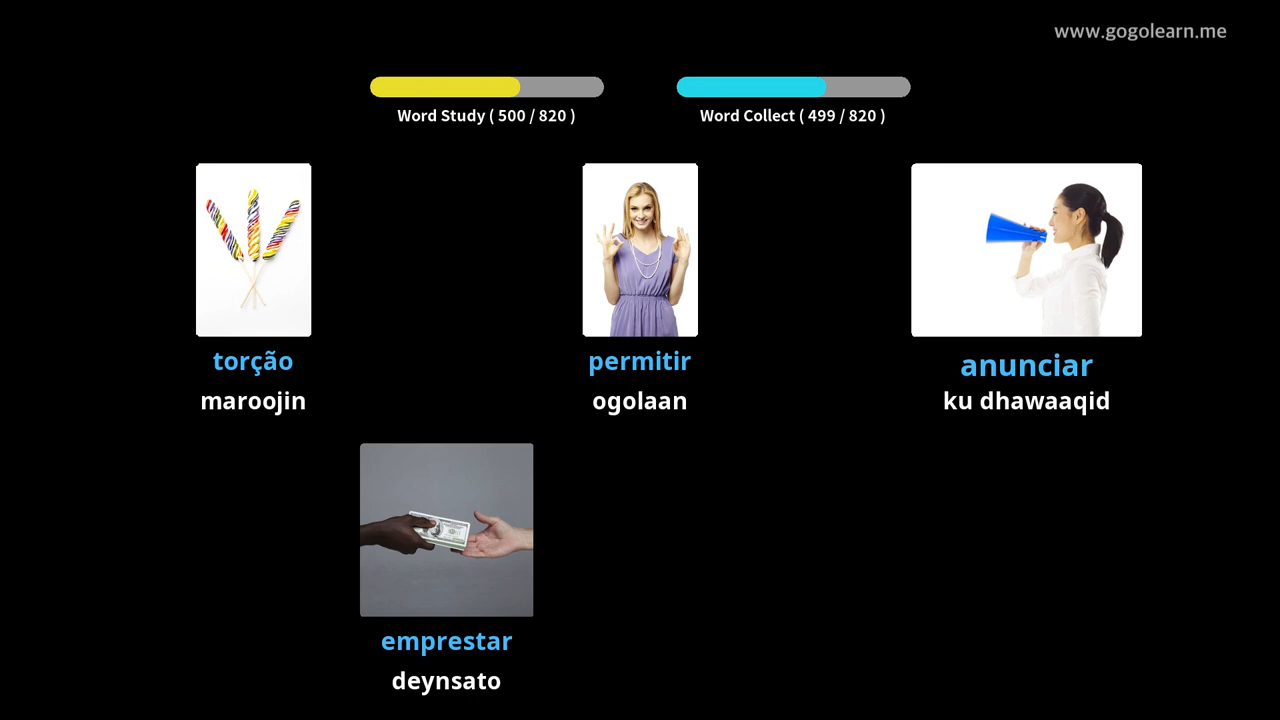 www.gogolearn.me
Word Study ( 500 / 820 )
Word Collect ( 499 / 820 )
torção
permitir
anunciar
maroojin
ogolaan
ku dhawaaqid
emprestar
deynsato